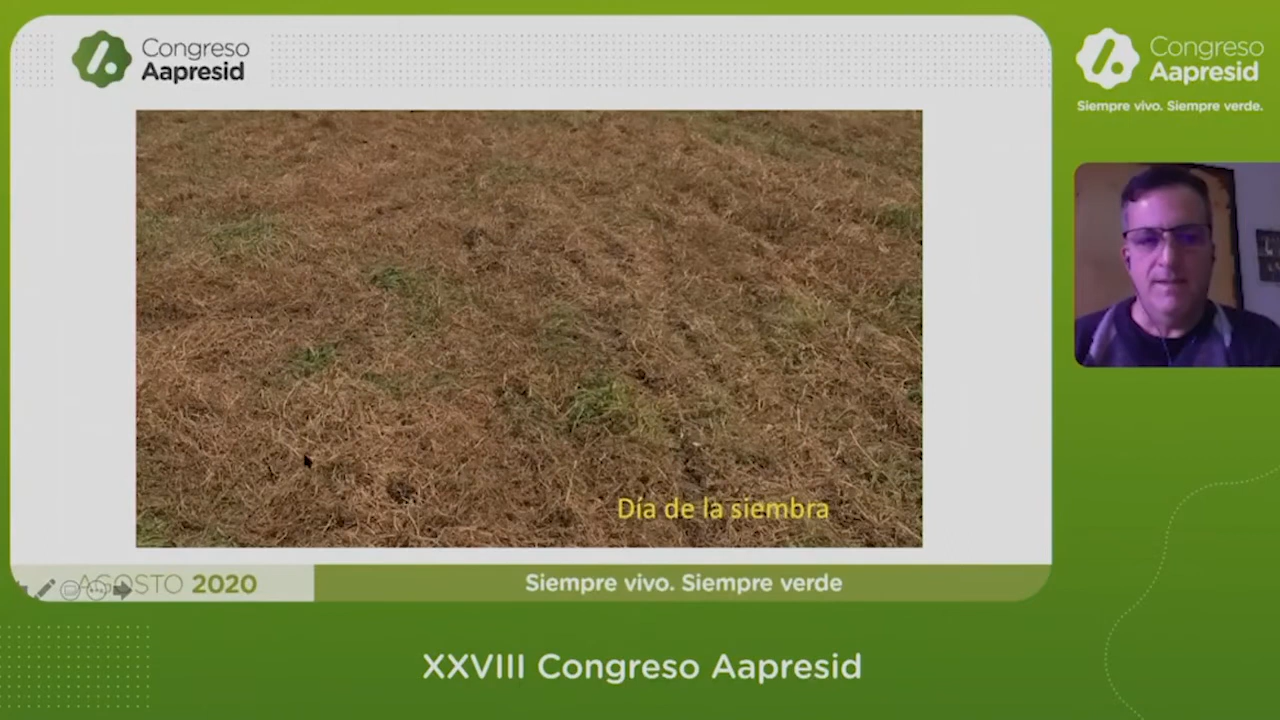 Congreso
Aapresid
Congreso
Aapresid
Siempre vivo. Siempre verde.
Día de la siembra
AGOSTO 2020
Siempre vivo. Siempre verde
XXVIII Congreso Aapresid